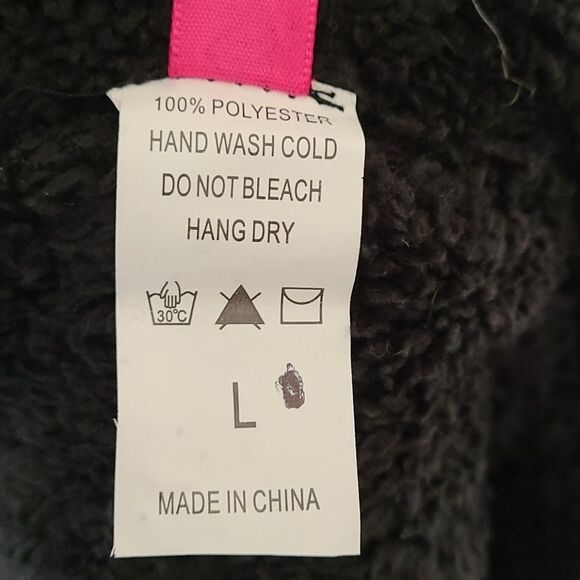 100% POLYESTER
HAND WASH COLD
DO NOT BLEACH
HANG DRY
30°C
L
MADE IN CHINA